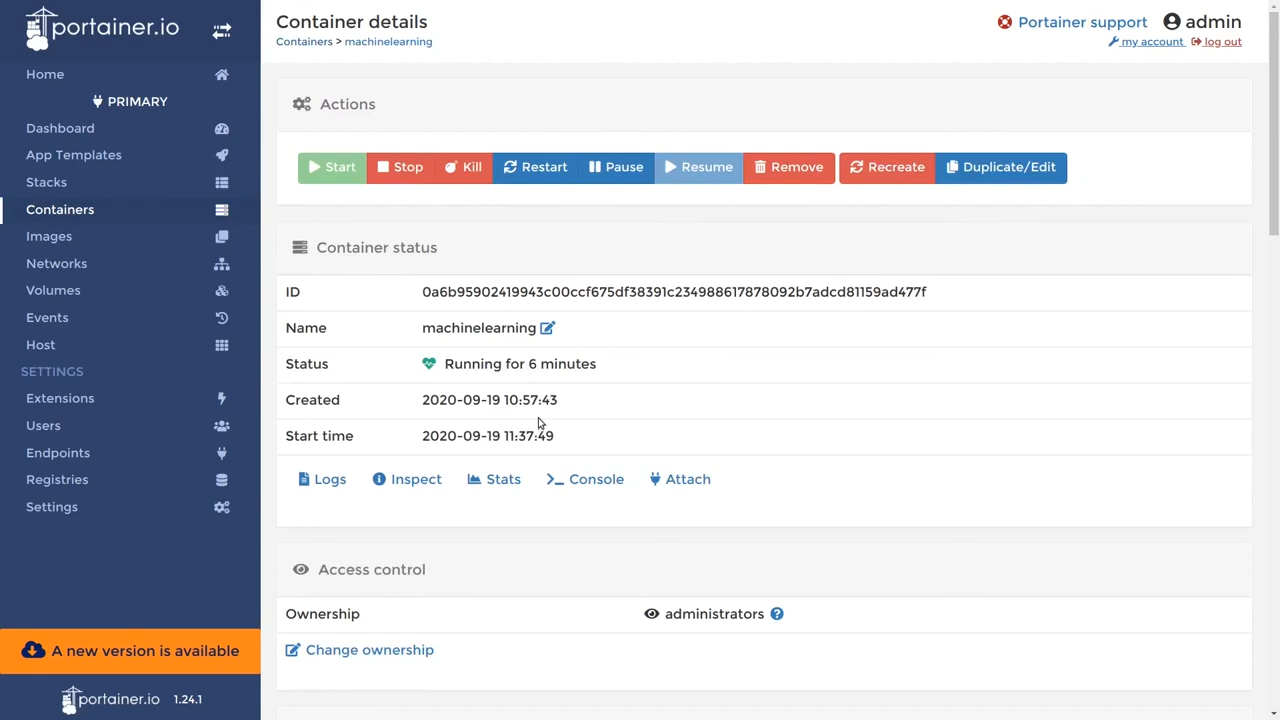 portainer.io
Home
PRIMARY
Dashboard
App Templates
Stacks
Containers
Images
Networks
Volumes
Events
Host
SETTINGS
Extensions
Users
Endpoints
Registries
Settings
A new version is available
portainer.io 1.24.1
Container details
Containers > machinelearning
Portainer support admin
my account log out
Actions
Start Stop Kill Restart Pause Resume Remove Recreate Duplicate/Edit
Container status
ID 0a6b95902419943c00ccf675df38391c234988617878092b7adcd81159ad477f
Name machinelearning
Status Running for 6 minutes
Created 2020-09-19 10:57:43
Start time 2020-09-19 11:37:49
Logs Inspect Stats Console Attach
Access control
Ownership administrators
Change ownership